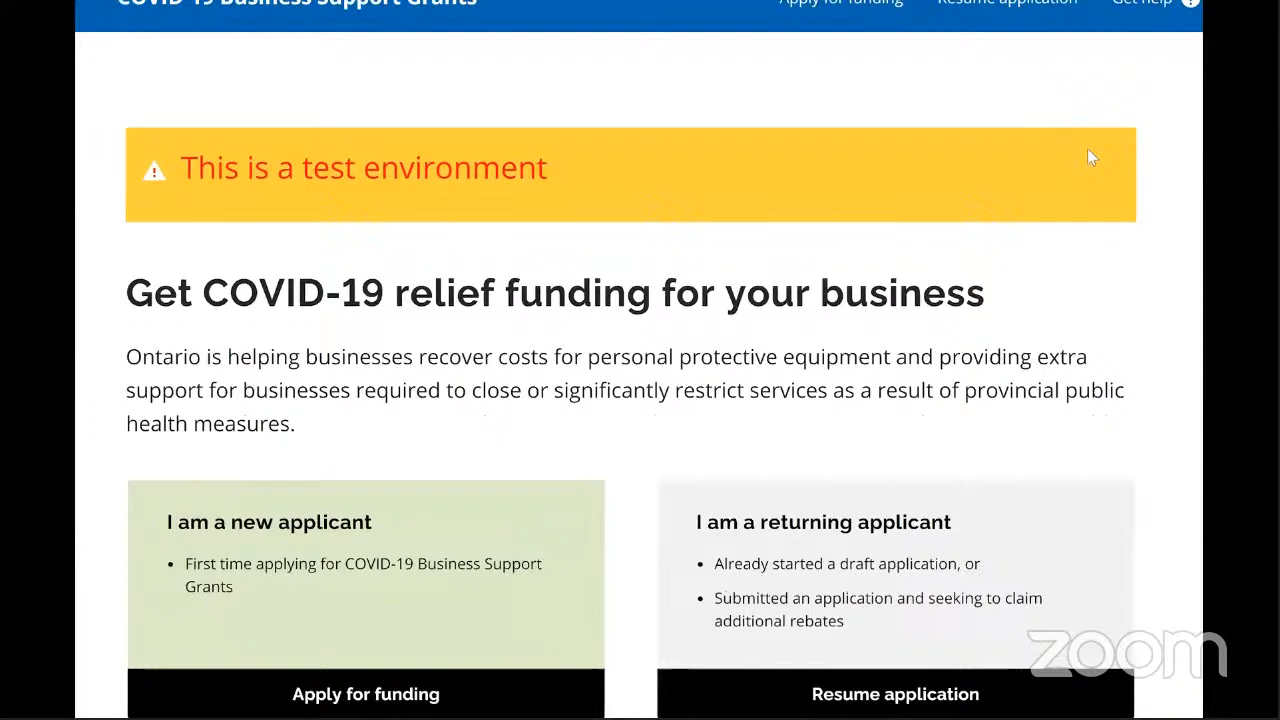 COVID-19 Business Support Grants
Apply for funding
Resume application
Get help
This is a test environment
Get COVID-19 relief funding for your business
Ontario is helping businesses recover costs for personal protective equipment and providing extra
support for businesses required to close or significantly restrict services as a result of provincial public
health measures.
I am a new applicant
• First time applying for COVID-19 Business Support
Grants
Apply for funding
I am a returning applicant
• Already started a draft application, or
• Submitted an application and seeking to claim
additional rebates
Resume application
zoom